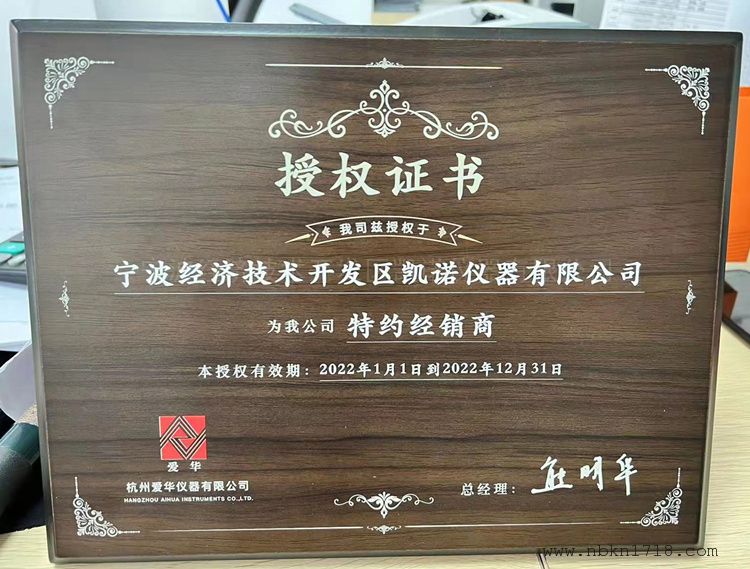 授权证书
我司兹授权于
宁波经济技术开发区凯诺仪器有限公司
为我公司 特约经销商
本授权有效期：2022年1月1日到2022年12月31日
爱华
杭州爱华仪器有限公司
HANGZHOU AIHUA INSTRUMENTS CO.,LTD.
总经理：
www.nbkn1718.com